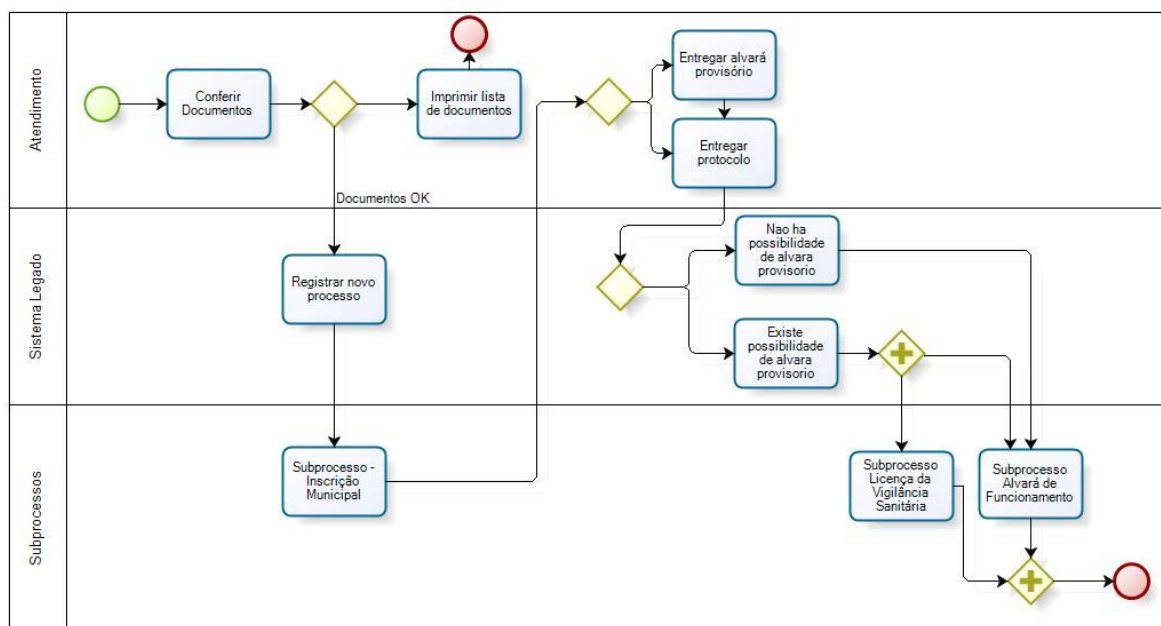 Atendimento
Conferir
Documentos
Imprimir lista
de documentos
Entregar alvará
provisório
Entregar
protocolo
Documentos OK
Sistema Legado
Registrar novo
processo
Nao ha
possibilidade
de alvara
provisorio
Existe
possibilidade
de alvara
provisorio
Subprocessos
Subprocesso -
Inscrição
Municipal
Subprocesso
Licença da
Vigilância
Sanitária
Subprocesso
Alvará de
Funcionamento